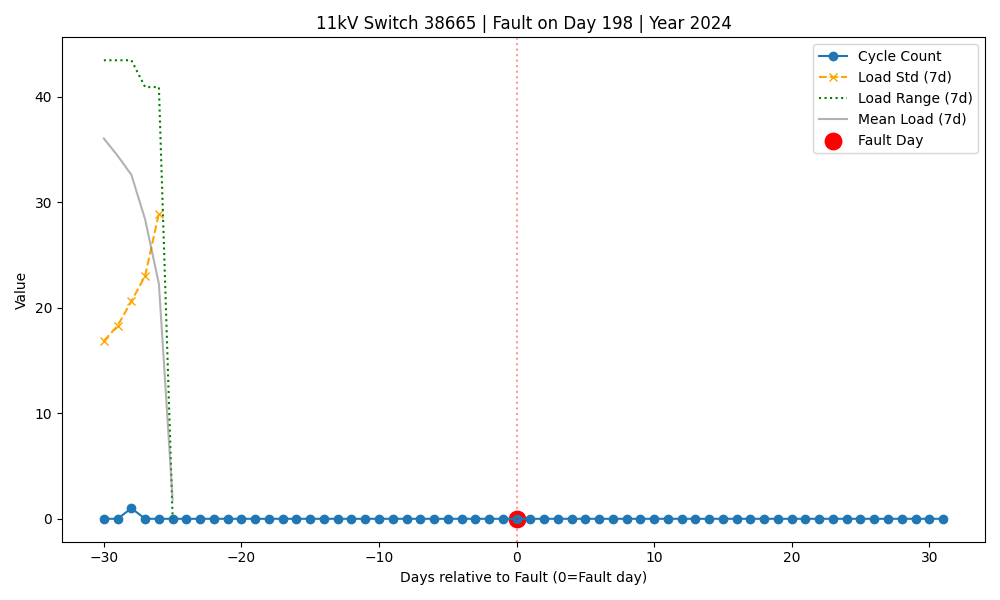 11kV Switch 38665 | Fault on Day 198 | Year 2024
Cycle Count
Load Std (7d)
Load Range (7d)
Mean Load (7d)
Fault Day
Value
40
30
20
10
0
−30
−20
−10
0
10
20
30
Days relative to Fault (0=Fault day)